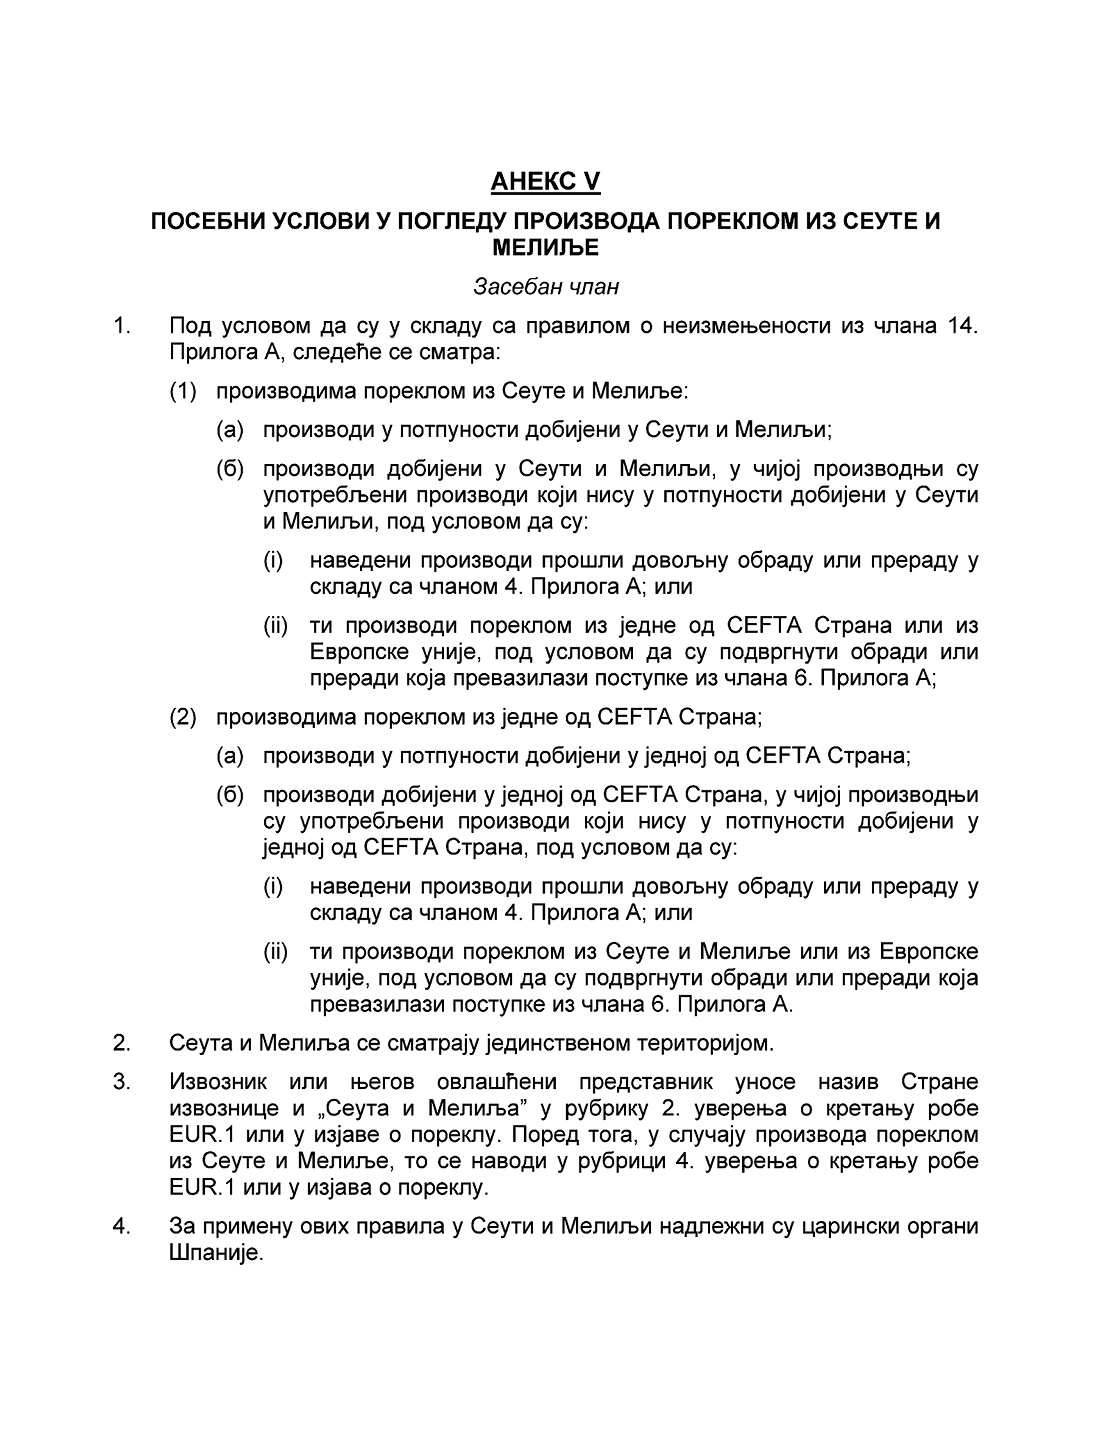 АНЕКС V
ПОСЕБНИ УСЛОВИ У ПОГЛЕДУ ПРОИЗВОДА ПОРЕКЛОМ ИЗ СЕУТЕ И
МЕЛИЉЕ
Засебан члан
1. Под условом да су у складу са правилом о неизмењености из члана 14.
Прилога А, следеће се сматра:
(1) производима пореклом из Сеуте и Мелиље:
(а) производи у потпуности добијени у Сеути и Мелиљи;
(б) производи добијени у Сеути и Мелиљи, у чијој производњи су
употребљени производи који нису у потпуности добијени у Сеути
и Мелиљи, под условом да су:
(i) наведени производи прошли довољну обраду или прераду у
складу са чланом 4. Прилога А; или
(ii) ти производи пореклом из једне од CEFTA Страна или из
Европске уније, под условом да су подвргнути обради или
преради која превазилази поступке из члана 6. Прилога А;
(2) производима пореклом из једне од CEFTA Страна;
(а) производи у потпуности добијени у једној од CEFTA Страна;
(б) производи добијени у једној од CEFTA Страна, у чијој производњи
су употребљени производи који нису у потпуности добијени у
једној од CEFTA Страна, под условом да су:
(i) наведени производи прошли довољну обраду или прераду у
складу са чланом 4. Прилога А; или
(ii) ти производи пореклом из Сеуте и Мелиље или из Европске
уније, под условом да су подвргнути обради или преради која
превазилази поступке из члана 6. Прилога А.
2. Сеута и Мелиља се сматрају јединственом територијом.
3. Извозник или његов овлашћени представник уносе назив Стране
извознице и „Сеута и Мелиља” у рубрику 2. уверења о кретању робе
EUR.1 или у изјаве о пореклу. Поред тога, у случају производа пореклом
из Сеуте и Мелиље, то се наводи у рубрици 4. уверења о кретању робе
EUR.1 или у изјава о пореклу.
4. За примену ових правила у Сеути и Мелиљи надлежни су царински органи
Шпаније.